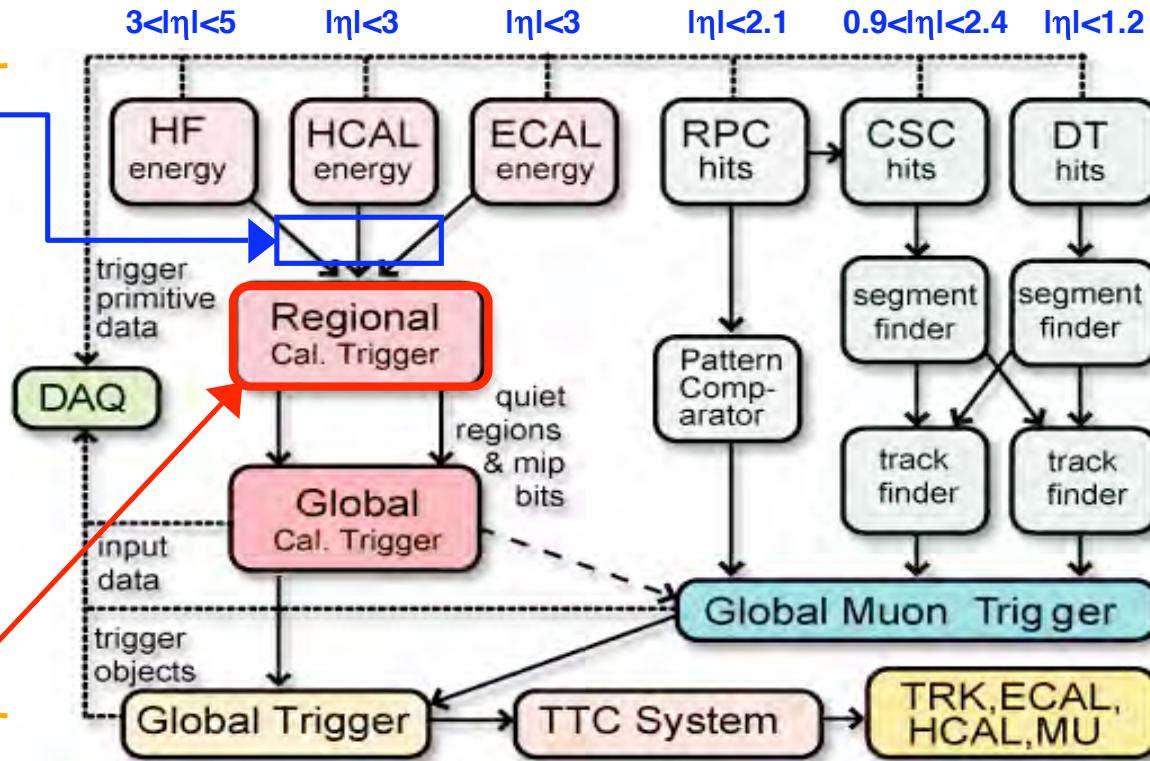 3<|η|<5
|η|<3
|η|<3
|η|<2.1
0.9<|η|<2.4
|η|<1.2
HF
energy
HCAL
energy
ECAL
energy
RPC
hits
CSC
hits
DT
hits
trigger
primitive
data
Regional
Cal. Trigger
segment
finder
segment
finder
Pattern
Comp-
arator
DAQ
quiet
regions
& mip
bits
track
finder
track
finder
Global
Cal. Trigger
input
data
Global Muon Trigger
trigger
objects
Global Trigger
TTC System
TRK,ECAL,
HCAL,MU